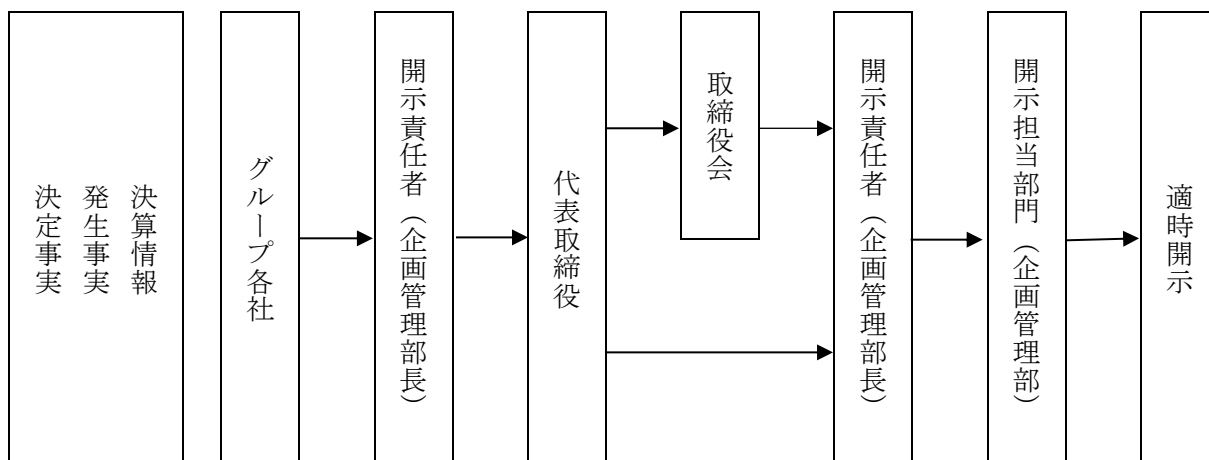 決算情報
発生事実
決定事実
グループ各社
開示責任者（企画管理部長）
代表取締役
取締役会
開示責任者（企画管理部長）
開示担当部門（企画管理部）
適時開示